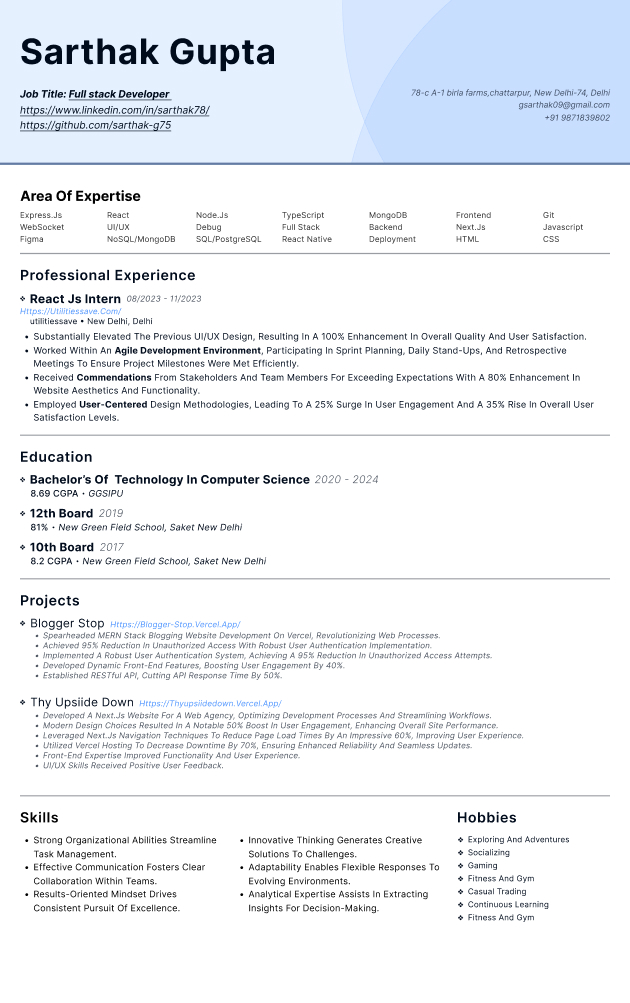 Sarthak Gupta
Job Title: Full stack Developer
https://www.linkedin.com/in/sarthak78/
https://github.com/sarthak-g75
78-c A-1 birla farms,chattarpur, New Delhi-74, Delhi
gsarthak09@gmail.com
+91 9871839802
Area Of Expertise
Express.Js React Node.Js TypeScript MongoDB Frontend Git
WebSocket UI/UX Debug Full Stack Backend Next.Js Javascript
Figma NoSQL/MongoDB SQL/PostgreSQL React Native Deployment HTML CSS
Professional Experience
❖ React Js Intern 08/2023 - 11/2023
Https://Utilitiessave.Com/
utilitiessave • New Delhi, Delhi
• Substantially Elevated The Previous UI/UX Design, Resulting In A 100% Enhancement In Overall Quality And User Satisfaction.
• Worked Within An Agile Development Environment, Participating In Sprint Planning, Daily Stand-Ups, And Retrospective
Meetings To Ensure Project Milestones Were Met Efficiently.
• Received Commendations From Stakeholders And Team Members For Exceeding Expectations With A 80% Enhancement In
Website Aesthetics And Functionality.
• Employed User-Centered Design Methodologies, Leading To A 25% Surge In User Engagement And A 35% Rise In Overall User
Satisfaction Levels.
Education
❖ Bachelor's Of Technology In Computer Science 2020 - 2024
8.69 CGPA • GGSIPU
❖ 12th Board 2019
81% • New Green Field School, Saket New Delhi
❖ 10th Board 2017
8.2 CGPA • New Green Field School, Saket New Delhi
Projects
❖ Blogger Stop Https://Blogger-Stop.Vercel.App/
• Spearheaded MERN Stack Blogging Website Development On Vercel, Revolutionizing Web Processes.
• Achieved 95% Reduction In Unauthorized Access With Robust User Authentication Implementation.
• Implemented A Robust User Authentication System, Achieving A 95% Reduction In Unauthorized Access Attempts.
• Developed Dynamic Front-End Features, Boosting User Engagement By 40%.
• Established RESTful API, Cutting API Response Time By 50%.
❖ Thy Upsiide Down Https://Thyupsiidedown.Vercel.App/
• Developed A Next.Js Website For A Web Agency, Optimizing Development Processes And Streamlining Workflows.
• Modern Design Choices Resulted In A Notable 50% Boost In User Engagement, Enhancing Overall Site Performance.
• Leveraged Next.Js Navigation Techniques To Reduce Page Load Times By An Impressive 60%, Improving User Experience.
• Utilized Vercel Hosting To Decrease Downtime By 70%, Ensuring Enhanced Reliability And Seamless Updates.
• Front-End Expertise Improved Functionality And User Experience.
• UI/UX Skills Received Positive User Feedback.
Skills
• Strong Organizational Abilities Streamline
Task Management.
• Effective Communication Fosters Clear
Collaboration Within Teams.
• Results-Oriented Mindset Drives
Consistent Pursuit Of Excellence.
• Innovative Thinking Generates Creative
Solutions To Challenges.
• Adaptability Enables Flexible Responses To
Evolving Environments.
• Analytical Expertise Assists In Extracting
Insights For Decision-Making.
Hobbies
❖ Exploring And Adventures
❖ Socializing
❖ Gaming
❖ Fitness And Gym
❖ Casual Trading
❖ Continuous Learning
❖ Fitness And Gym